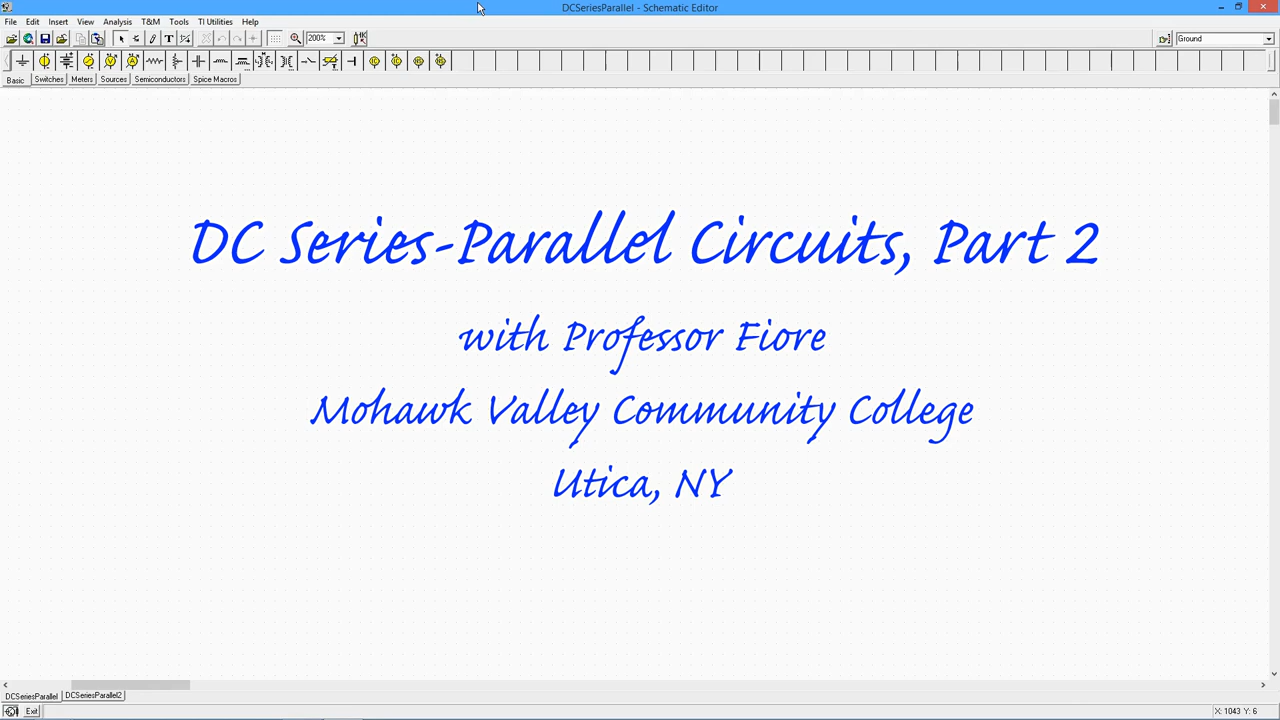 DCSeriesParallel - Schematic Editor
File Edit Insert View Analysis T&M Tools TI Utilities Help
200% Ground
Basic Switches Meters Sources Semiconductors Spice Macros
DC Series-Parallel Circuits, Part 2
with Professor Fiore
Mohawk Valley Community College
Utica, NY
DCSeriesParallel DCSeriesParallel2
Exit X: 1043 Y: 6